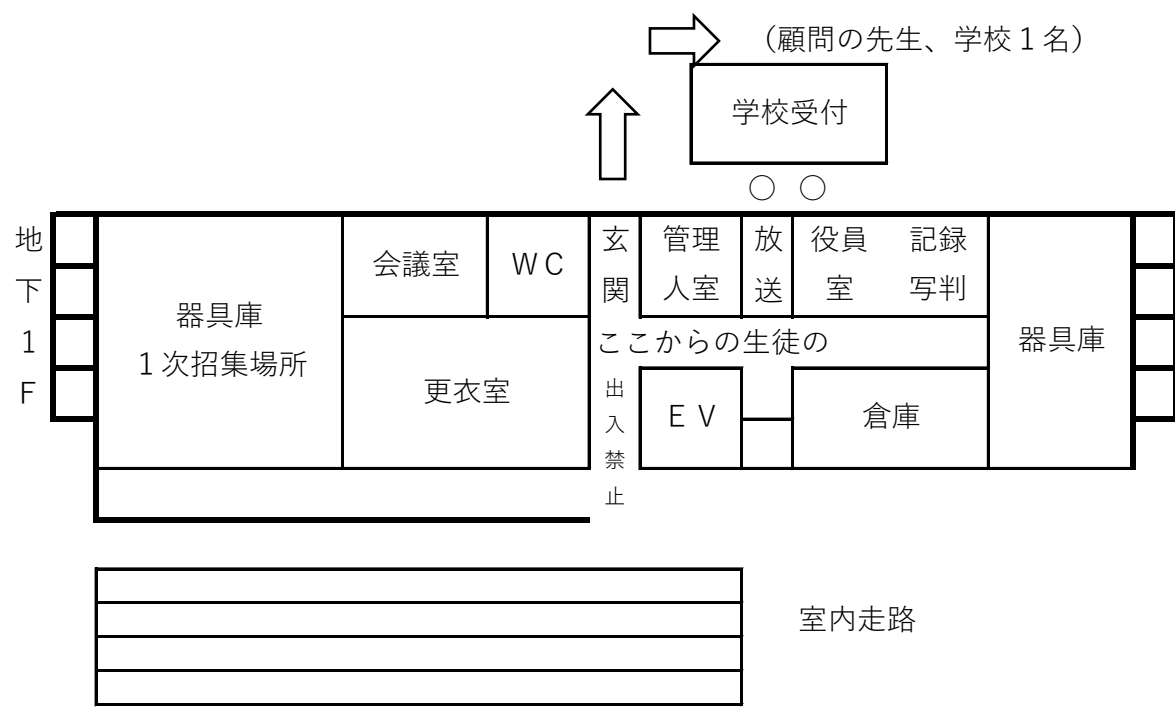 （顧問の先生、学校１名）
学校受付
○ ○
地下1F
器具庫
１次招集場所
会議室
ＷＣ
更衣室
玄関
管理
人室
放送
役員
室
記録
写判
ここからの生徒の
出入禁止
ＥＶ
倉庫
器具庫
室内走路